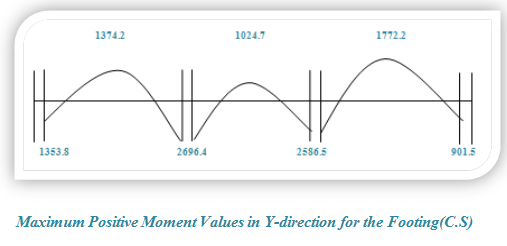 1374.2 1024.7 1772.2
1353.8 2696.4 2586.5 901.5
Maximum Positive Moment Values in Y-direction for the Footing(C.S)